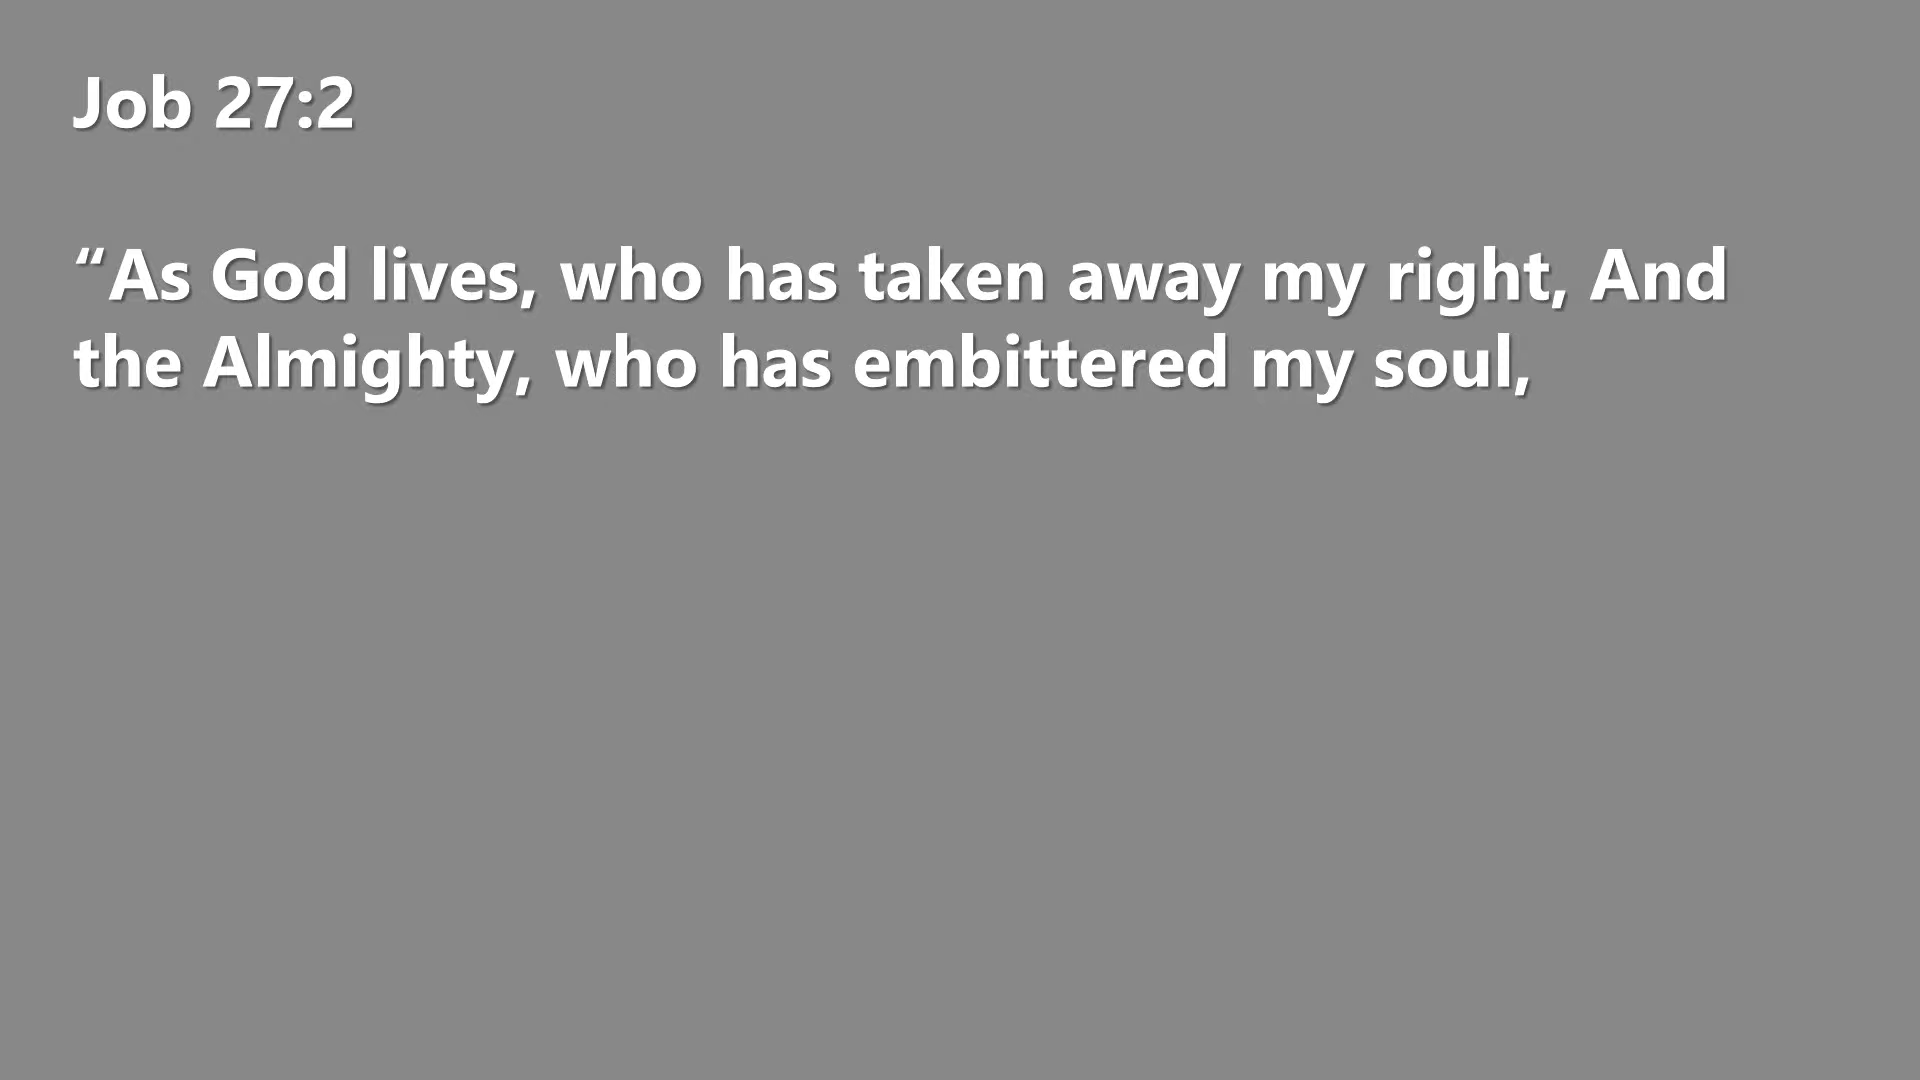 Job 27:2
“As God lives, who has taken away my right, And
the Almighty, who has embittered my soul,